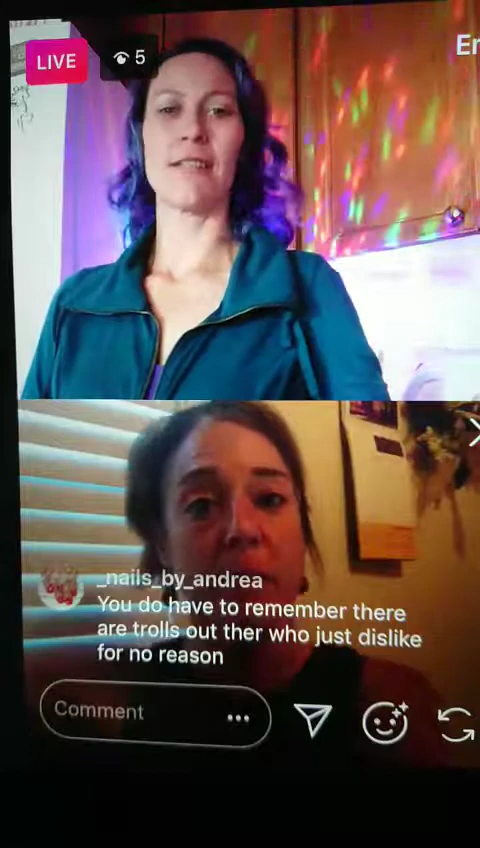 LIVE
5
_nails_by_andrea
You do have to remember there
are trolls out ther who just dislike
for no reason
Comment